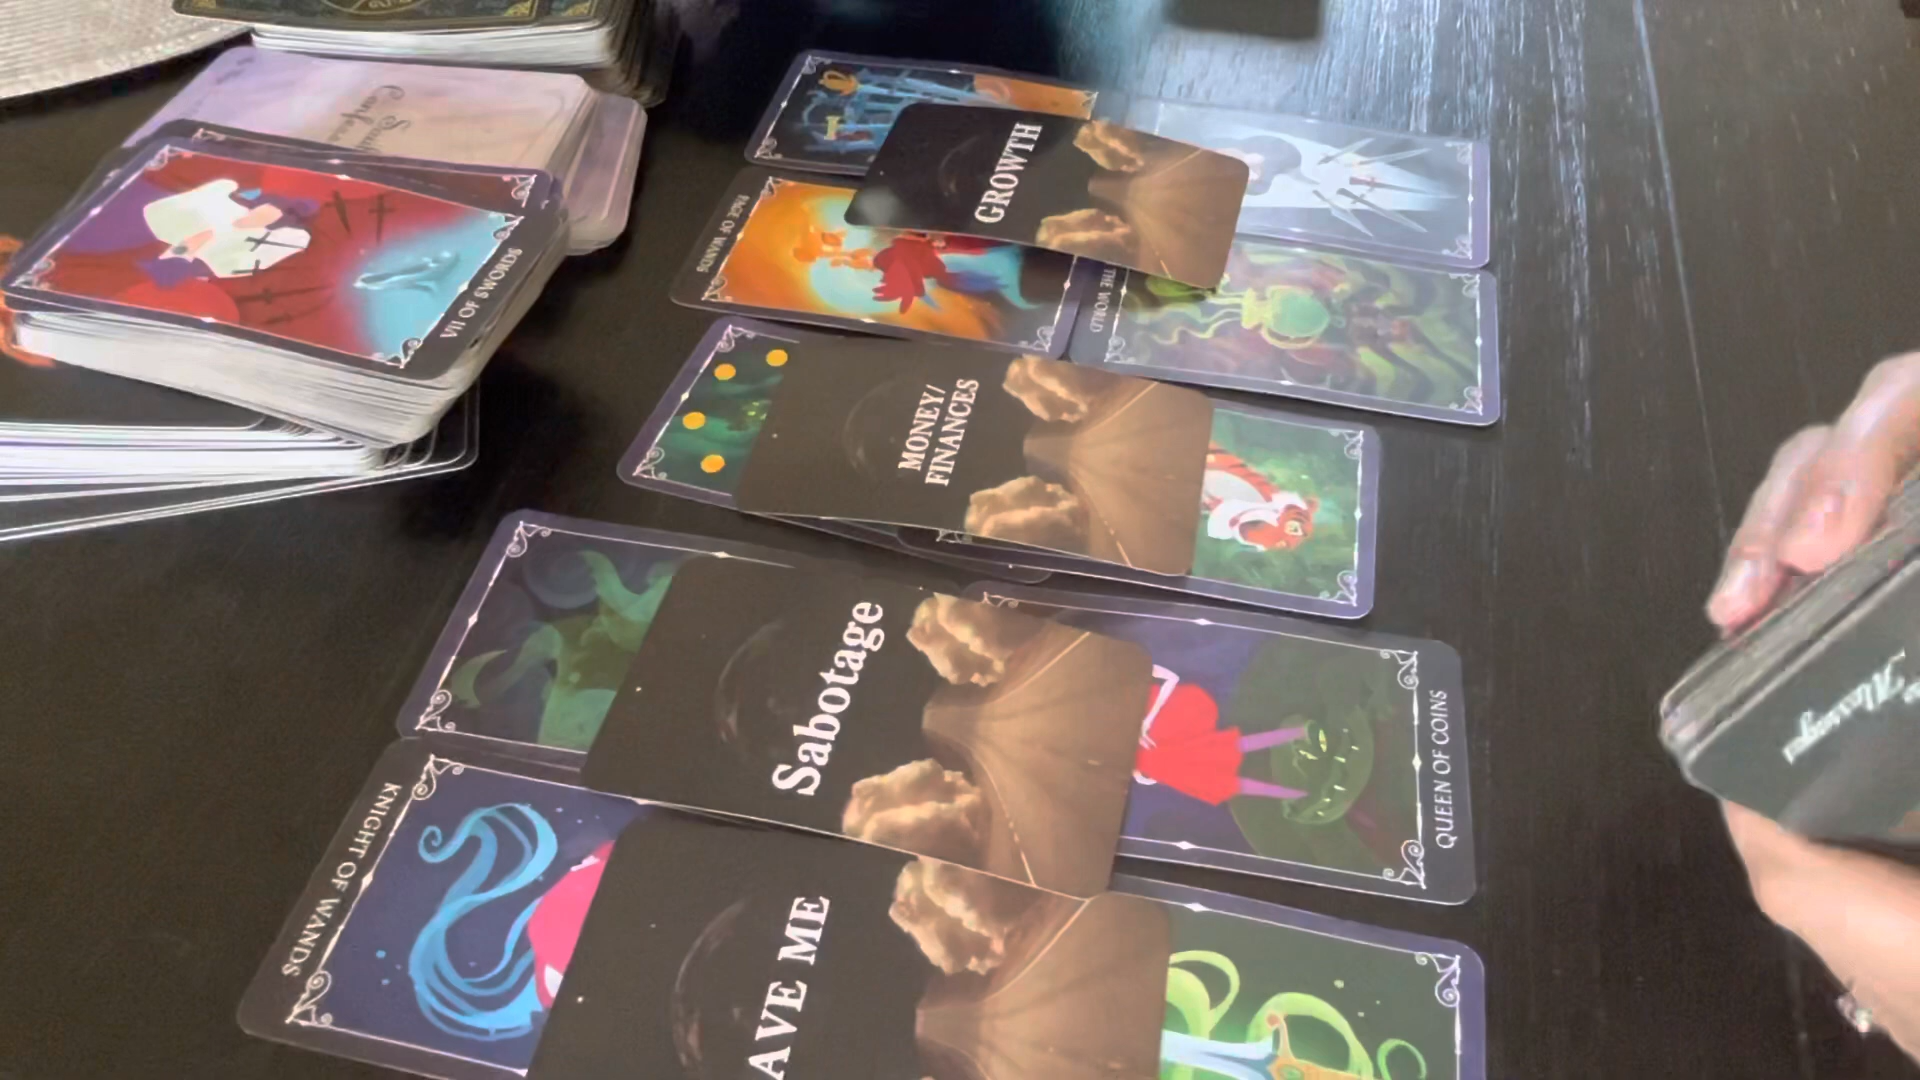 GROWTH
PAGE OF WANDS
THE WORLD
VII OF SWORDS
MONEY/
FINANCES
Sabotage
QUEEN OF COINS
KNIGHT OF WANDS
AVE ME